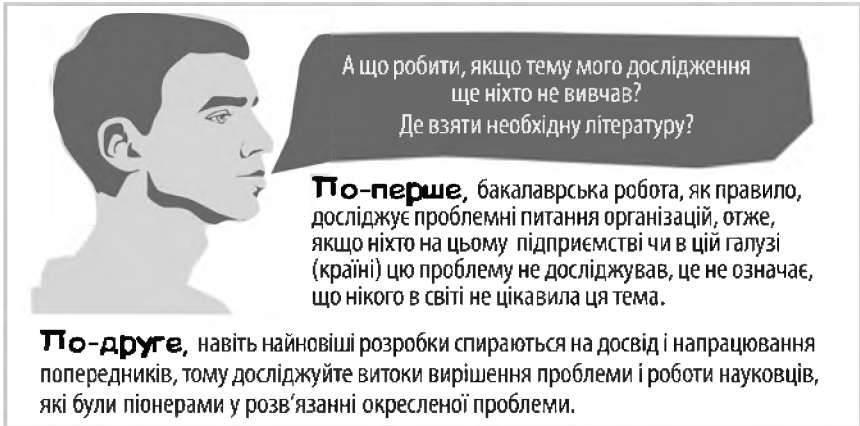 А що робити, якщо тему мого дослідження
ще ніхто не вивчав?
Де взяти необхідну літературу?
По-перше, бакалаврська робота, як правило,
досліджує проблемні питання організацій, отже,
якщо ніхто на цьому підприємстві чи в цій галузі
(країні) цю проблему не досліджував, це не означає,
що нікого в світі не цікавила ця тема.
По-друге, навіть найновіші розробки спираються на досвід і напрацювання
попередників, тому досліджуйте витоки вирішення проблеми і роботи науковців,
які були піонерами у розв'язанні окресленої проблеми.